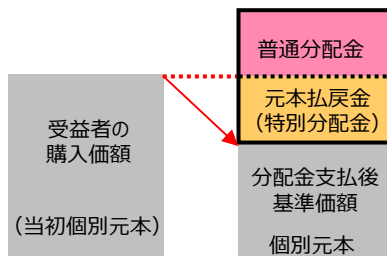 普通分配金
元本払戻金
（特別分配金）
受益者の
購入価額
（当初個別元本）
分配金支払後
基準価額
個別元本